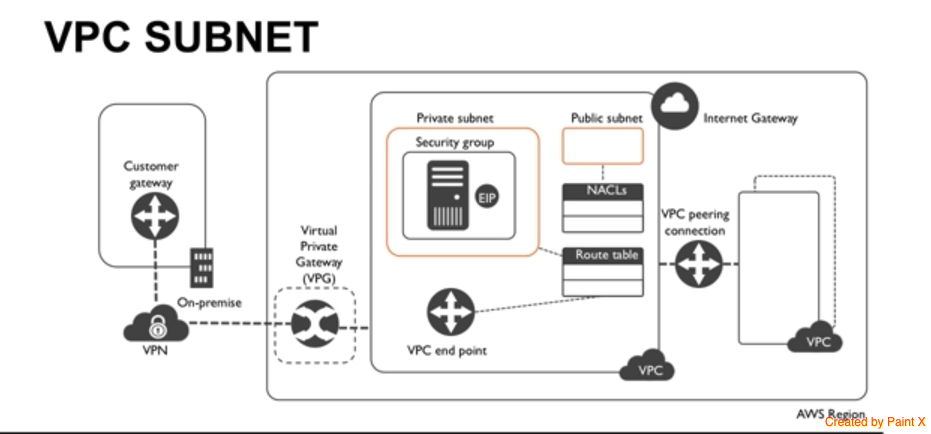 VPC SUBNET
Private subnet
Public subnet
Internet Gateway
Security group
Customer
gateway
EIP
NACLs
VPC peering
connection
Virtual
Private
Gateway
(VPG)
Route table
On-premise
VPN
VPC end point
VPC
VPC
AWS Region
Created by Paint X